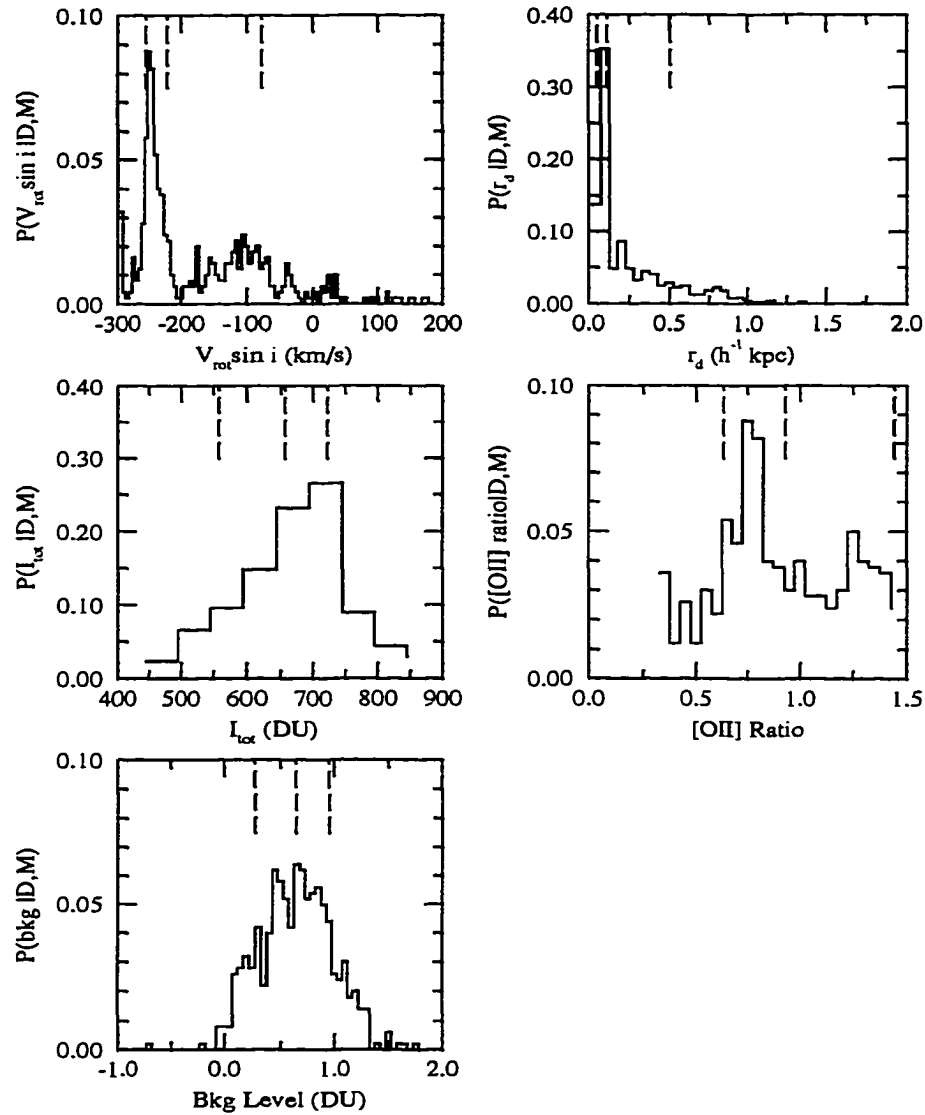 0.10
0.05
0.00
P(V_rot sin i |D,M)
-300 -200 -100 0 100 200
V_rot sin i (km/s)
0.40
0.30
0.20
0.10
0.00
P(r_d |D,M)
0.0 0.5 1.0 1.5 2.0
r_d (h⁻¹ kpc)
0.40
0.30
0.20
0.10
0.00
P(I_tot |D,M)
400 500 600 700 800 900
I_tot (DU)
0.10
0.05
0.00
P([OII] ratio|D,M)
0.0 0.5 1.0 1.5
[OII] Ratio
0.10
0.05
0.00
P(bkg |D,M)
-1.0 0.0 1.0 2.0
Bkg Level (DU)